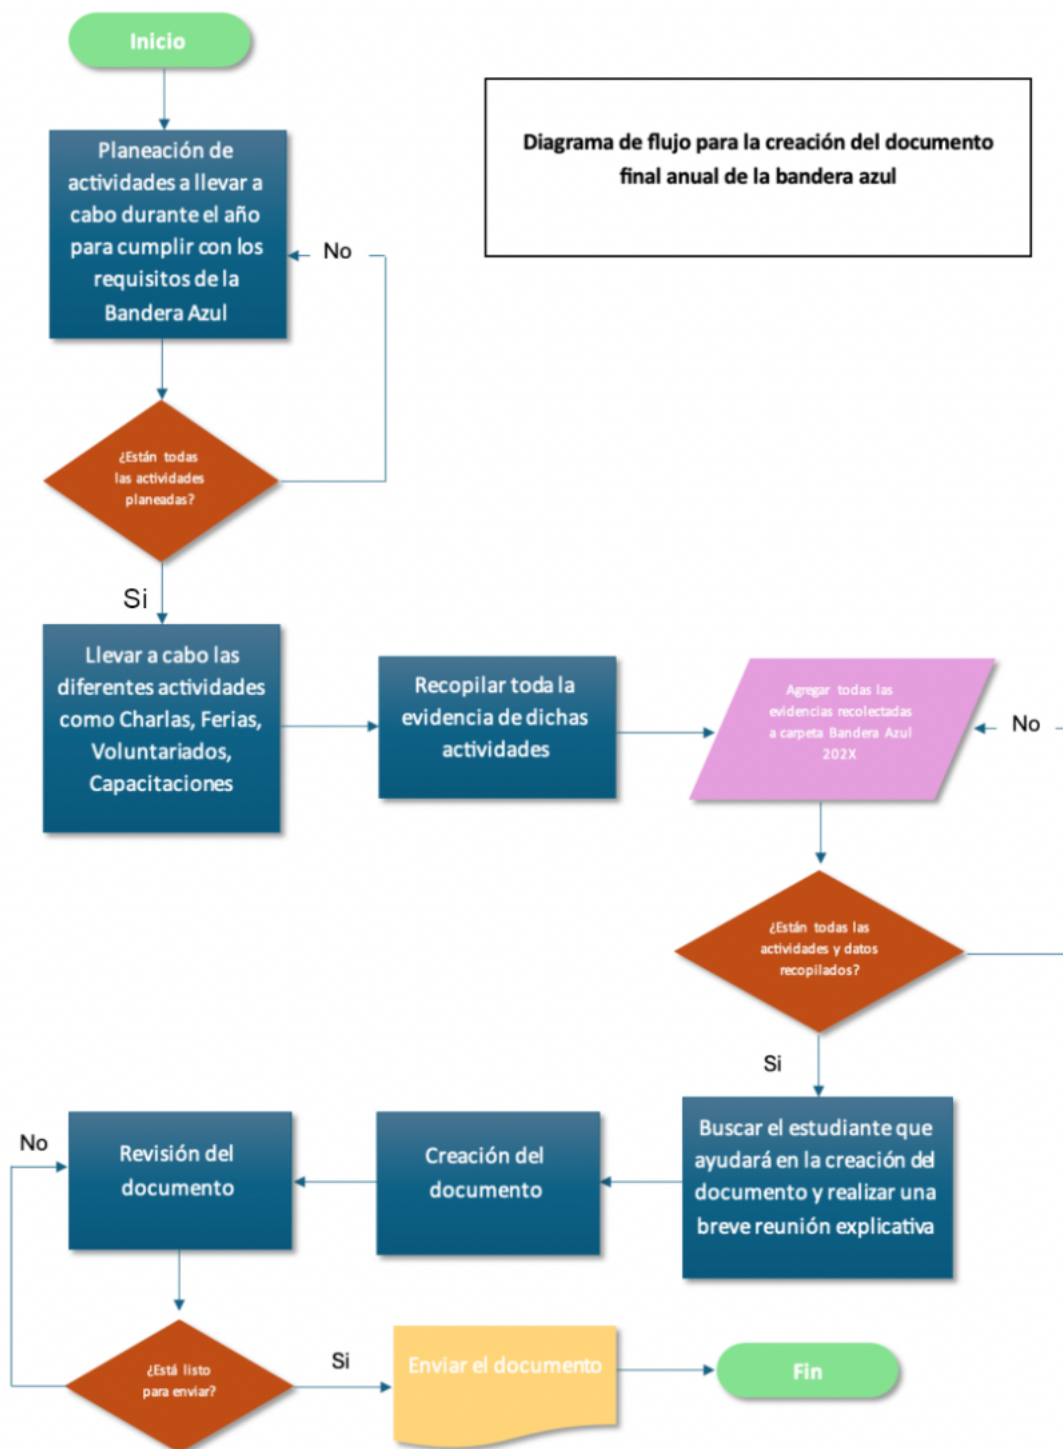 Inicio
Diagrama de flujo para la creación del documento
final anual de la bandera azul
Planeación de
actividades a llevar a
cabo durante el año
para cumplir con los
requisitos de la
Bandera Azul
No
¿Están todas
las actividades
planeadas?
Si
Llevar a cabo las
diferentes actividades
como Charlas, Ferias,
Voluntariados,
Capacitaciones
Recopilar toda la
evidencia de dichas
actividades
Agregar todas las
evidencias recolectadas
a carpeta Bandera Azul
202X
No
¿Están todas las
actividades y datos
recopilados?
Si
Buscar el estudiante que
ayudará en la creación del
documento y realizar una
breve reunión explicativa
Creación del
documento
Revisión del
documento
No
¿Está listo
para enviar?
Si
Enviar el documento
Fin